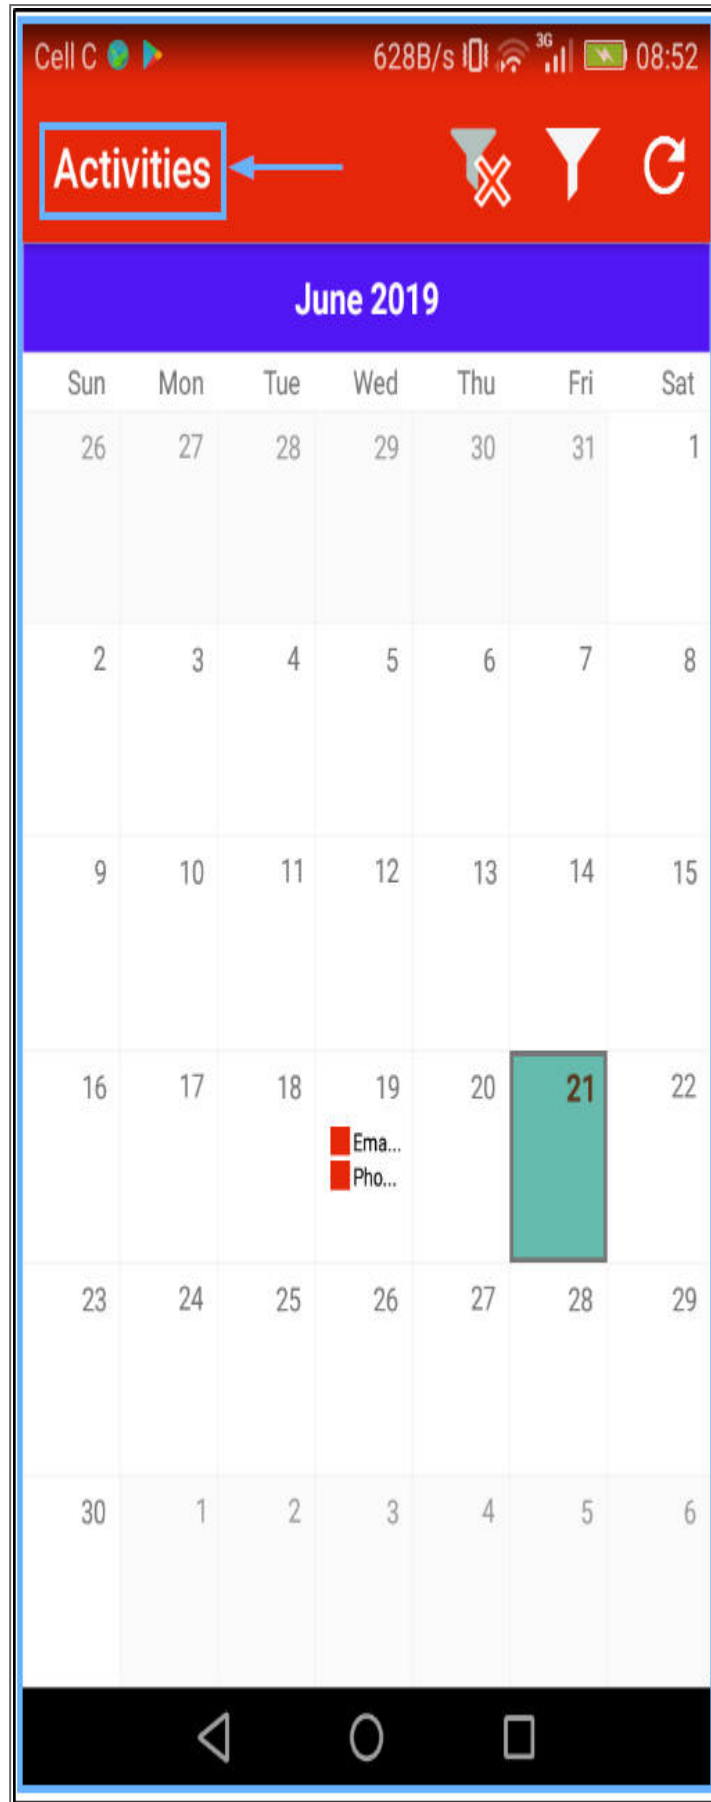 Cell C 628B/s 3G 08:52
Activities
June 2019
Sun Mon Tue Wed Thu Fri Sat
26 27 28 29 30 31 1
2 3 4 5 6 7 8
9 10 11 12 13 14 15
16 17 18 19 20 21 22
Ema...
Pho...
23 24 25 26 27 28 29
30 1 2 3 4 5 6